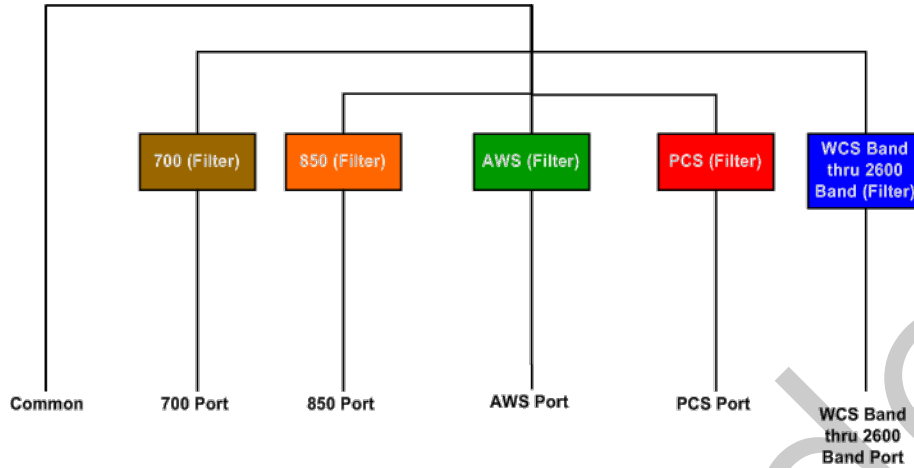 700 (Filter)
850 (Filter)
AWS (Filter)
PCS (Filter)
WCS Band
thru 2600
Band (Filter)
Common
700 Port
850 Port
AWS Port
PCS Port
WCS Band
thru 2600
Band Port